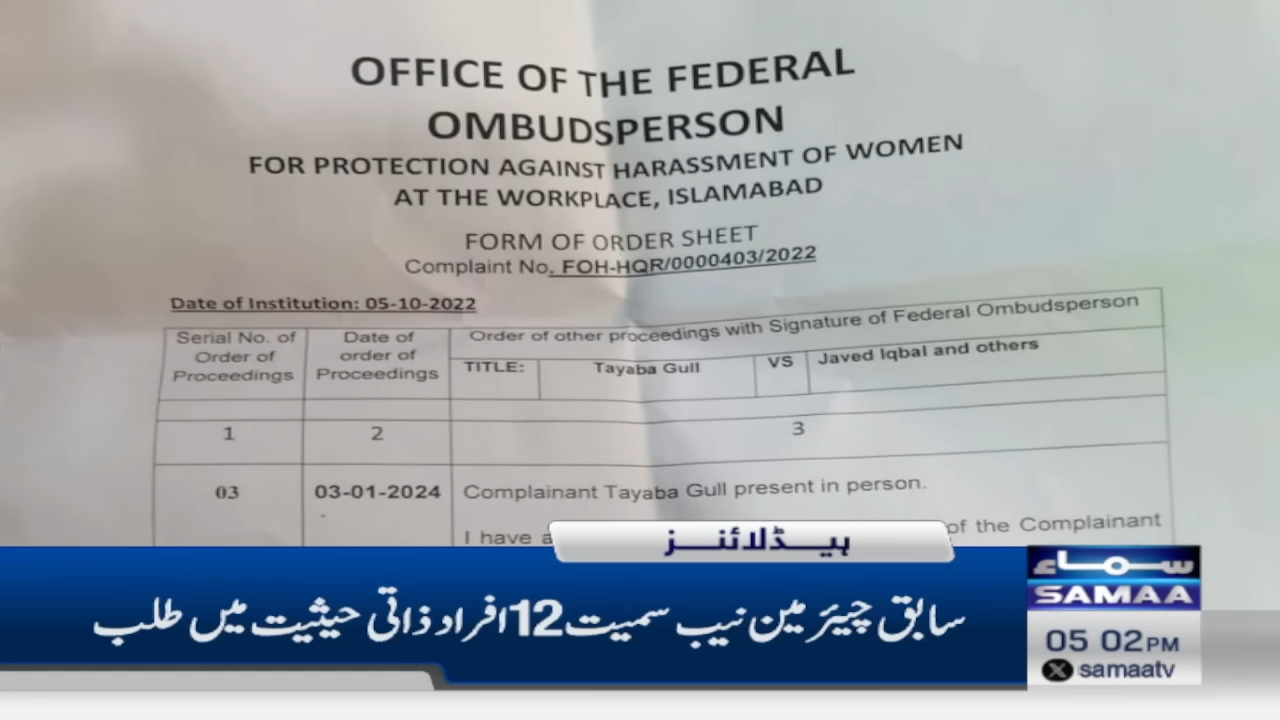 OFFICE OF THE FEDERAL
OMBUDSPERSON
FOR PROTECTION AGAINST HARASSMENT OF WOMEN
AT THE WORKPLACE, ISLAMABAD
FORM OF ORDER SHEET
Complaint No. FOH-HQR/0000403/2022
Date of Institution: 05-10-2022
Serial No. of
Order of
Proceedings
Date of
order of
Proceedings
Order of other proceedings with Signature of Federal Ombudsperson
TITLE: Tayaba Gull VS Javed Iqbal and others
1 2 3
03 03-01-2024 Complainant Tayaba Gull present in person.
I have of the Complainant
ہیڈلائنز
سابق چیئرمین نیب سمیت 12 افراد ذاتی حیثیت میں طلب
سماء
SAMAA
05 02 PM
X samaatv